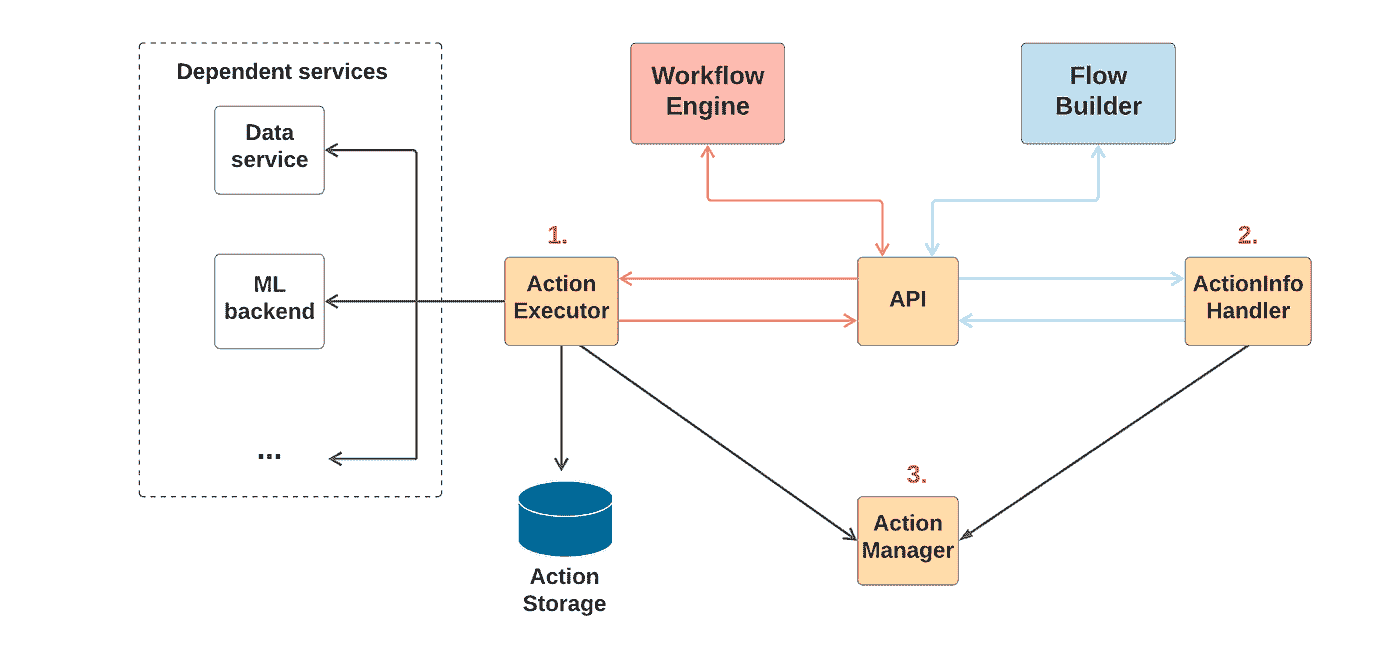 Dependent services
Data
service
ML
backend
...
Workflow
Engine
Flow
Builder
1.
Action
Executor
API
2.
ActionInfo
Handler
3.
Action
Manager
Action
Storage